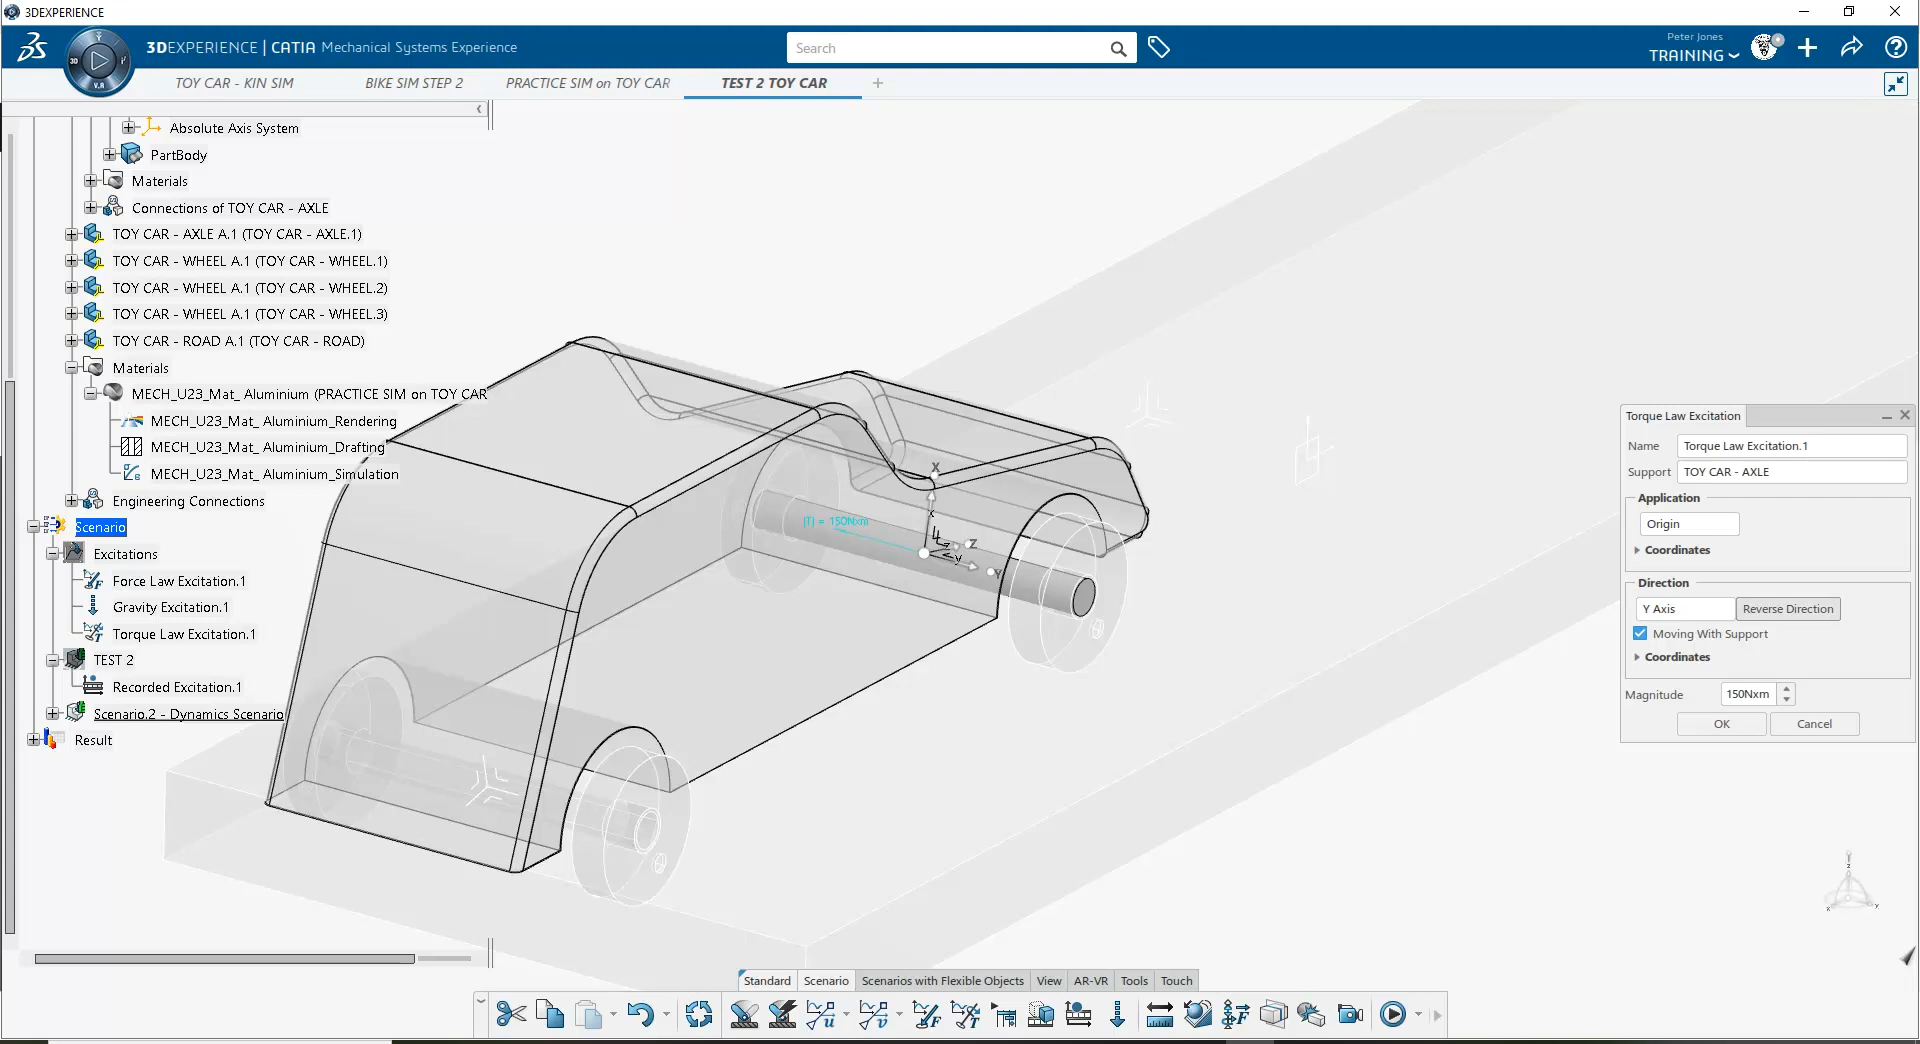 3DEXPERIENCE
3DEXPERIENCE | CATIA Mechanical Systems Experience
Search
Peter Jones
TRAINING
3D
V.R
TOY CAR - KIN SIM
BIKE SIM STEP 2
PRACTICE SIM on TOY CAR
TEST 2 TOY CAR
Absolute Axis System
PartBody
Materials
Connections of TOY CAR - AXLE
TOY CAR - AXLE A.1 (TOY CAR - AXLE.1)
TOY CAR - WHEEL A.1 (TOY CAR - WHEEL.1)
TOY CAR - WHEEL A.1 (TOY CAR - WHEEL.2)
TOY CAR - WHEEL A.1 (TOY CAR - WHEEL.3)
TOY CAR - ROAD A.1 (TOY CAR - ROAD)
Materials
MECH_U23_Mat_ Aluminium (PRACTICE SIM on TOY CAR
MECH_U23_Mat_ Aluminium_Rendering
MECH_U23_Mat_ Aluminium_Drafting
MECH_U23_Mat_ Aluminium_Simulation
Engineering Connections
Scenario
Excitations
Force Law Excitation.1
Gravity Excitation.1
Torque Law Excitation.1
TEST 2
Recorded Excitation.1
Scenario.2 - Dynamics Scenario
Result
|T| = 150Nxm
X
x
Z
y
Y
Torque Law Excitation
Name Torque Law Excitation.1
Support TOY CAR - AXLE
Application
Origin
Coordinates
Direction
Y Axis Reverse Direction
Moving With Support
Coordinates
Magnitude 150Nxm
OK Cancel
z
x y
Standard Scenario Scenarios with Flexible Objects View AR-VR Tools Touch